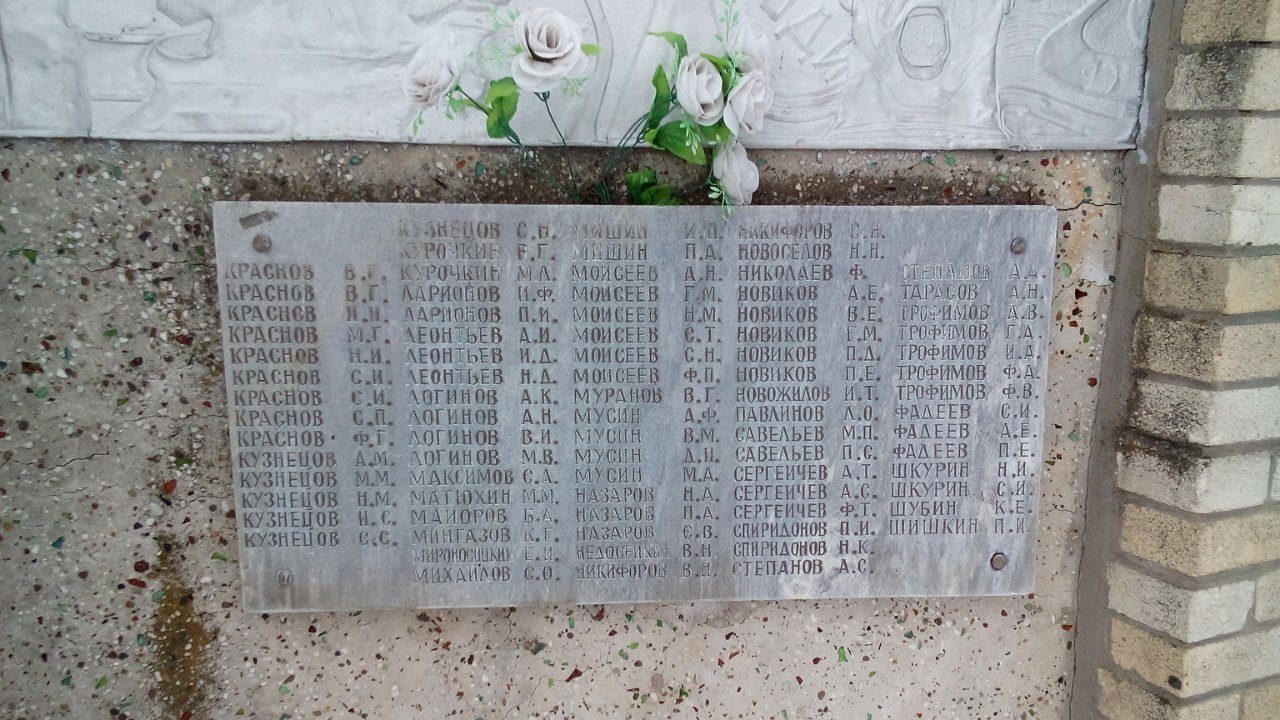 КУЗНЕЦОВ С.Н. МИШИН И.П. НИКИФОРОВ С.Н.
КУРОЧКИН В.Г. МИШИН П.А. НОВОСЕЛОВ Н.Н.
КРАСНОВ В.Г. КУРОЧКИН М.Л. МОИСЕЕВ А.Н. НИКОЛАЕВ Ф. СТЕПАНОВ А.А.
КРАСНОВ В.Г. ЛАРИОНОВ И.Ф. МОИСЕЕВ Г.М. НОВИКОВ А.Е. ТАРАСОВ А.Н.
КРАСНОВ И.И. ЛАРИОНОВ П.И. МОИСЕЕВ Н.М. НОВИКОВ В.Е. ТРОФИМОВ А.В.
КРАСНОВ М.Г. ЛЕОНТЬЕВ А.И. МОИСЕЕВ С.Т. НОВИКОВ Г.М. ТРОФИМОВ Г.А.
КРАСНОВ Н.И. ЛЕОНТЬЕВ И.Д. МОИСЕЕВ С.Н. НОВИКОВ П.Д. ТРОФИМОВ И.А.
КРАСНОВ С.И. ЛЕОНТЬЕВ Н.Д. МОИСЕЕВ Ф.П. НОВИКОВ П.Е. ТРОФИМОВ Ф.А.
КРАСНОВ С.И. ЛОГИНОВ А.К. МУРАНОВ В.Г. НОВОЖИЛОВ И.Т. ТРОФИМОВ Ф.В.
КРАСНОВ С.П. ЛОГИНОВ А.Н. МУСИН А.Ф. ПАВЛИНОВ Л.О. ФАДЕЕВ С.И.
КРАСНОВ Ф.Г. ЛОГИНОВ В.И. МУСИН В.М. САВЕЛЬЕВ М.П. ФАДЕЕВ А.Е.
КУЗНЕЦОВ А.М. ЛОГИНОВ М.В. МУСИН Д.И. САВЕЛЬЕВ П.С. ФАДЕЕВ П.Е.
КУЗНЕЦОВ М.М. МАКСИМОВ С.А. МУСИН М.А. СЕРГЕИЧЕВ А.Т. ШКУРИН Н.И.
КУЗНЕЦОВ Н.М. МАТЮХИН М.М. НАЗАРОВ Н.А. СЕРГЕИЧЕВ А.С. ШКУРИН С.И.
КУЗНЕЦОВ И.С. МАИОРОВ Б.А. НАЗАРОВ П.А. СЕРГЕИЧЕВ Ф.Т. ШУБИН К.Е.
КУЗНЕЦОВ С.С. МИНГАЗОВ К.Г. НАЗАРОВ С.В. СПИРИДОНОВ П.И. ШИШКИН П.И.
МИРОНОСИЦКИЙ Е.И. НЕДОСЕЙКИН В.Н. СПИРИДОНОВ Н.К.
МИХАЙЛОВ С.О. НИКИФОРОВ В.Н. СТЕПАНОВ А.С.